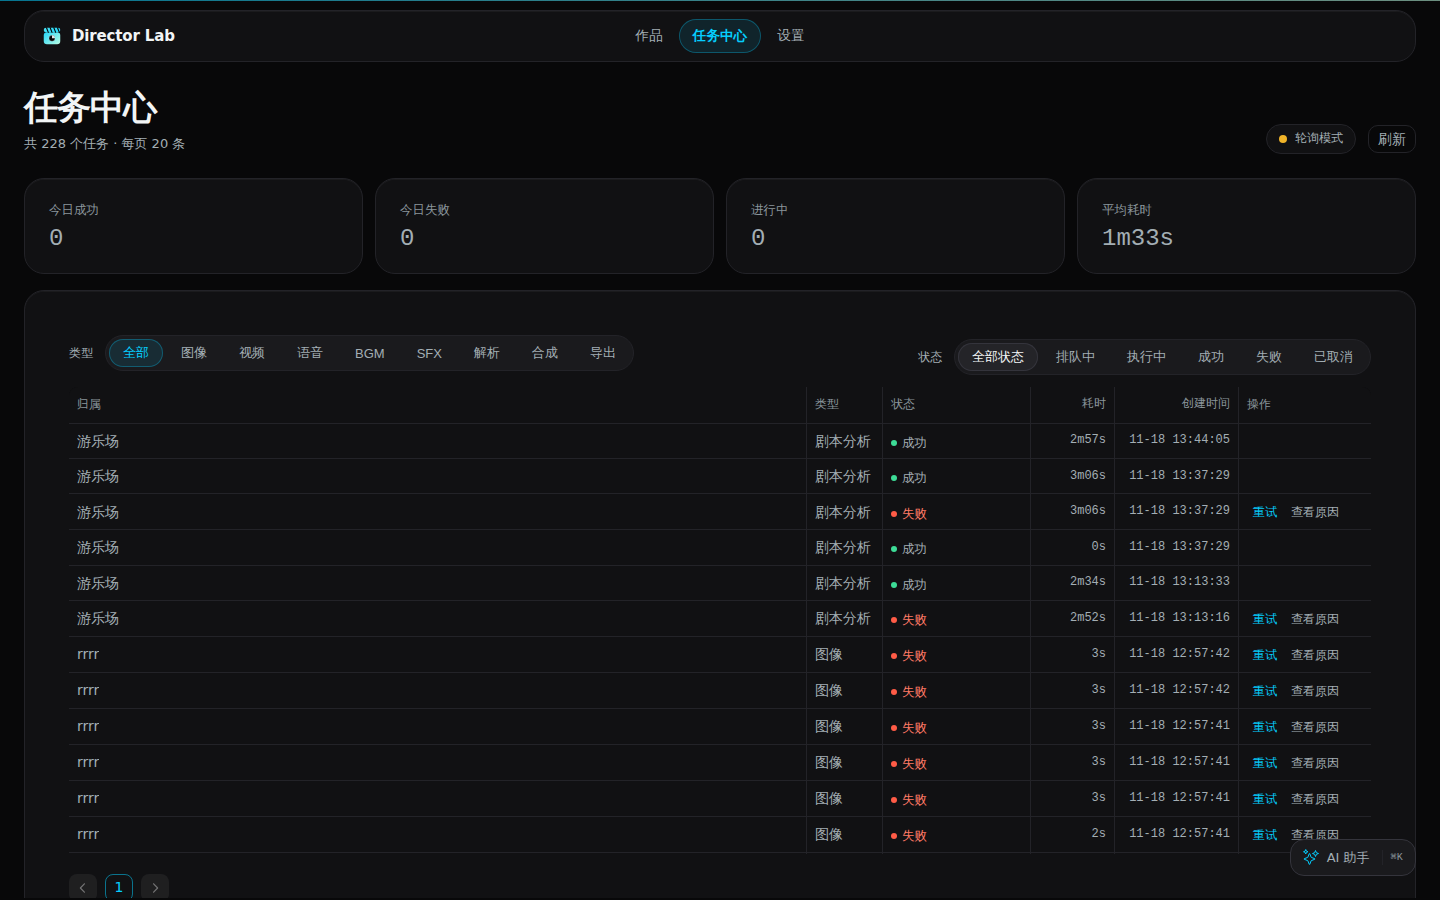 Director Lab 作品 任务中心 设置
任务中心
共 228 个任务 · 每页 20 条
轮询模式 刷新
今日成功 今日失败 进行中 平均耗时
0 0 0 1m33s
类型 全部 图像 视频 语音 BGM SFX 解析 合成 导出
状态 全部状态 排队中 执行中 成功 失败 已取消
归属 类型 状态 耗时 创建时间 操作
游乐场 剧本分析 成功 2m57s 11-18 13:44:05
游乐场 剧本分析 成功 3m06s 11-18 13:37:29
游乐场 剧本分析 失败 3m06s 11-18 13:37:29 重试 查看原因
游乐场 剧本分析 成功 0s 11-18 13:37:29
游乐场 剧本分析 成功 2m34s 11-18 13:13:33
游乐场 剧本分析 失败 2m52s 11-18 13:13:16 重试 查看原因
rrrr 图像 失败 3s 11-18 12:57:42 重试 查看原因
rrrr 图像 失败 3s 11-18 12:57:42 重试 查看原因
rrrr 图像 失败 3s 11-18 12:57:41 重试 查看原因
rrrr 图像 失败 3s 11-18 12:57:41 重试 查看原因
rrrr 图像 失败 3s 11-18 12:57:41 重试 查看原因
rrrr 图像 失败 2s 11-18 12:57:41 重试 查看原因
AI 助手 ⌘K
1